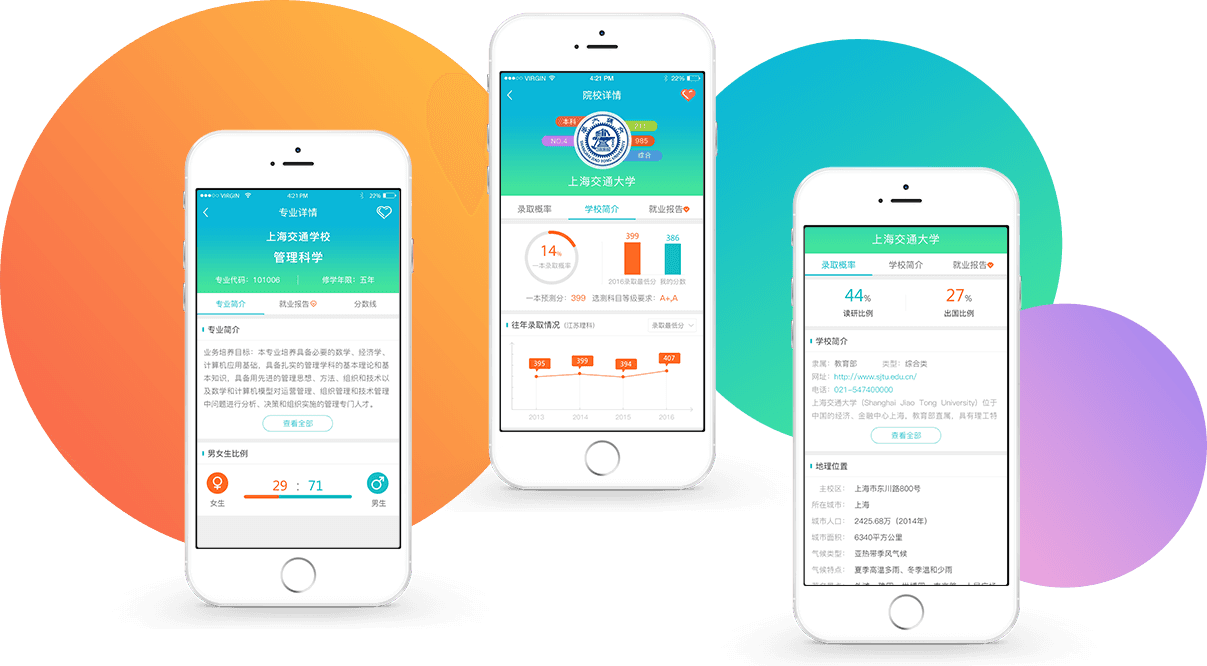 VIRGIN
4:21 PM
22%
专业详情
上海交通学校
管理科学
专业代码：101006
修学年限：五年
专业简介
就业报告
分数线
专业简介
业务培养目标：本专业培养具备必要的数学、经济学、
计算机应用基础，具备扎实的管理学科的基本理论和基
本知识，具备用先进的管理思想、方法、组织和技术以
及数学和计算机模型对运营管理、组织管理和技术管理
中问题进行分析、决策和组织实施的管理专门人才。
查看全部
男女生比例
29 : 71
女生
男生
VIRGIN
4:21 PM
22%
院校详情
本科
211
NO.4
985
综合
SHANGHAI JIAO TONG UNIVERSITY
上海交通大学
录取概率
学校简介
就业报告
14%
一本录取概率
399
386
2016录取最低分
我的分数
一本预测分：399
选测科目等级要求：A+,A
往年录取情况（江苏理科）
录取最低分
395
399
394
407
2013
2014
2015
2016
上海交通大学
录取概率
学校简介
就业报告
44%
读研比例
27%
出国比例
学校简介
隶属：教育部
类型：综合类
网址：http://www.sjtu.edu.cn/
电话：021-547400000
上海交通大学（Shanghai Jiao Tong University）位于
中国的经济、金融中心上海，教育部直属，具有理工特
查看全部
地理位置
主校区：上海市东川路800号
所在城市：上海
城市人口：2425.68万（2014年）
城市面积：6340平方公里
气候类型：亚热带季风气候
气候特点：夏季高温多雨、冬季温和少雨